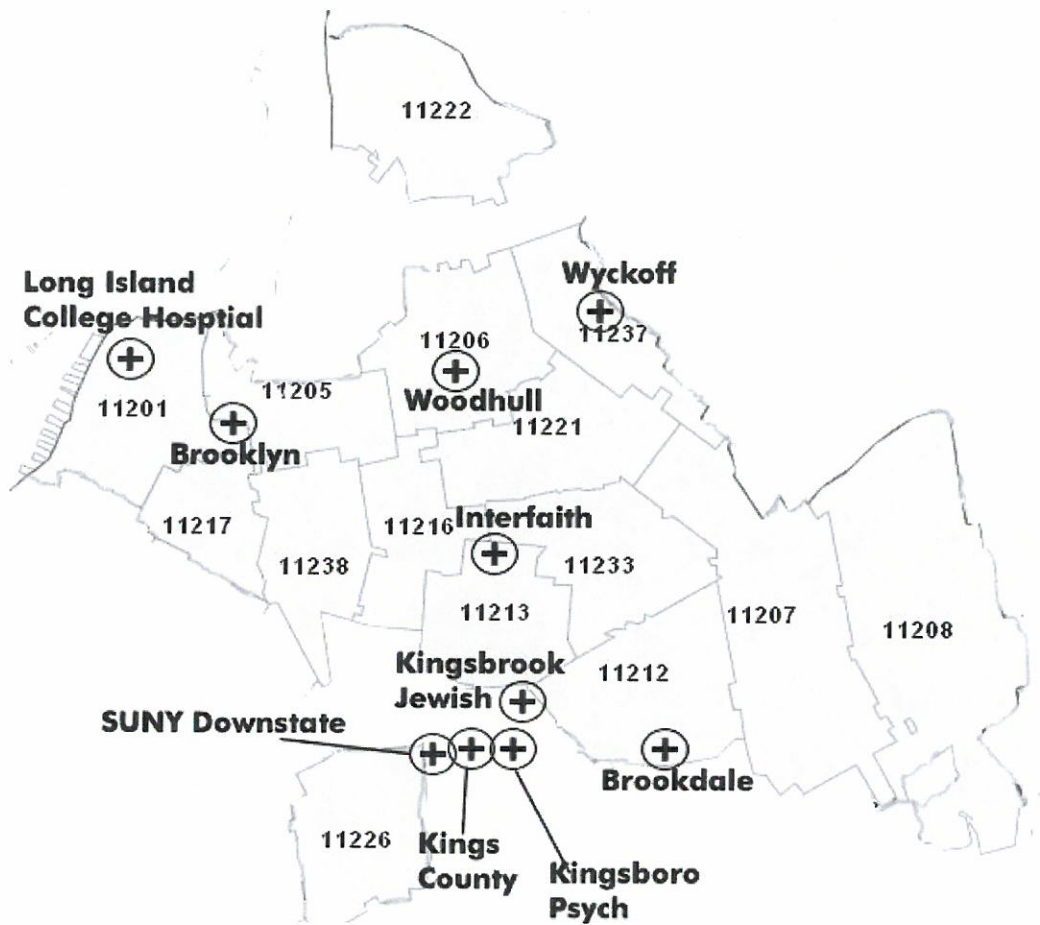 11222
Long Island
College Hosptial
Wyckoff
11237
11206
Woodhull
11205
11201
Brooklyn
11221
11217
11216
Interfaith
11238
11233
11213
11207
11208
Kingsbrook
Jewish
11212
SUNY Downstate
Brookdale
11226
Kings
County
Kingsboro
Psych